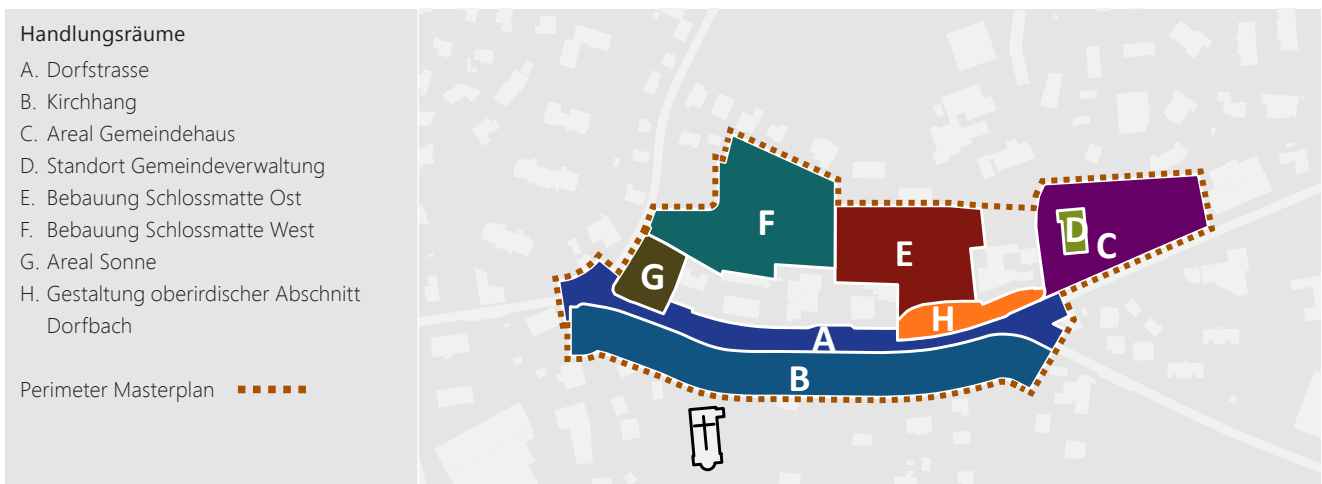 Handlungsräume
A. Dorfstrasse
B. Kirchhang
C. Areal Gemeindehaus
D. Standort Gemeindeverwaltung
E. Bebauung Schlossmatte Ost
F. Bebauung Schlossmatte West
G. Areal Sonne
H. Gestaltung oberirdischer Abschnitt
Dorfbach
Perimeter Masterplan
F
D
C
E
G
H
A
B